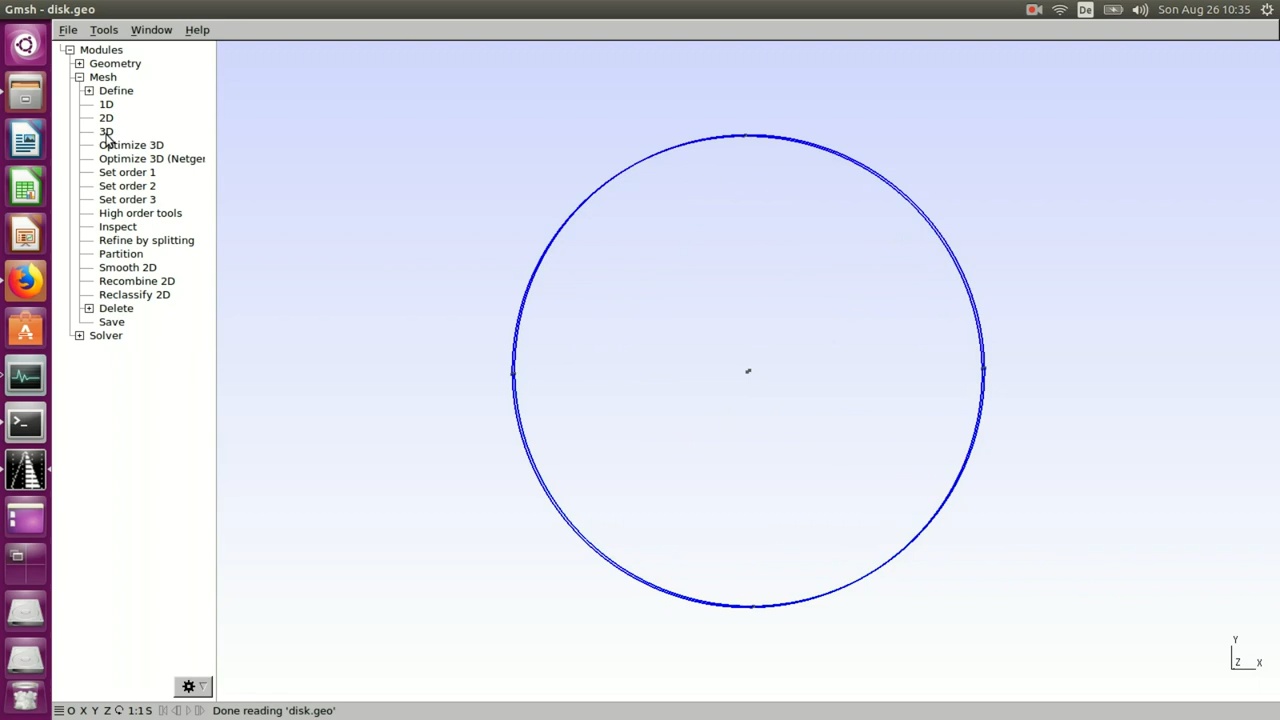 Gmsh - disk.geo
De
Sun Aug 26 10:35
File Tools Window Help
Modules
Geometry
Mesh
Define
1D
2D
3D
Optimize 3D
Optimize 3D (Netger
Set order 1
Set order 2
Set order 3
High order tools
Inspect
Refine by splitting
Partition
Smooth 2D
Recombine 2D
Reclassify 2D
Delete
Save
Solver
Y
Z X
O X Y Z 1:1 S Done reading 'disk.geo'